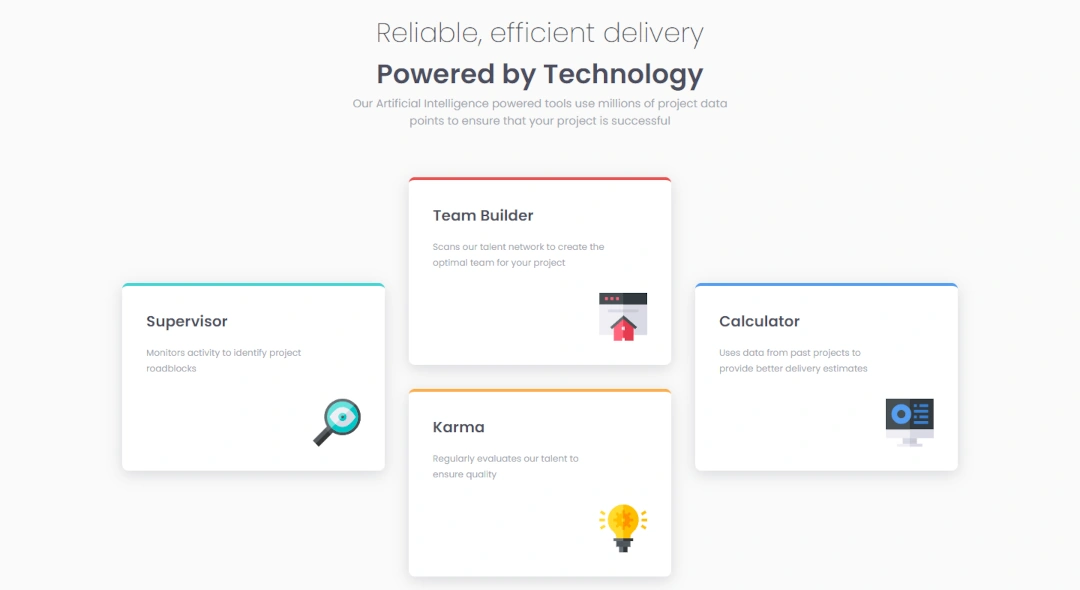 Reliable, efficient delivery
Powered by Technology
Our Artificial Intelligence powered tools use millions of project data
points to ensure that your project is successful
Team Builder
Scans our talent network to create the
optimal team for your project
Supervisor
Monitors activity to identify project
roadblocks
Calculator
Uses data from past projects to
provide better delivery estimates
Karma
Regularly evaluates our talent to
ensure quality